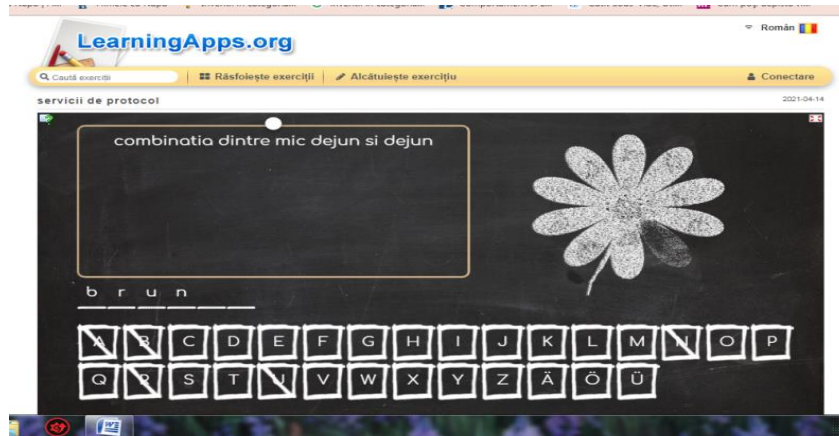 Român
LearningApps.org
Caută exerciții
Răsfoiește exerciții
Alcătuiește exercițiu
Conectare
servicii de protocol
2021-04-14
combinatia dintre mic dejun si dejun
b r u n
A B C D E F G H I J K L M N O P
Q R S T U V W X Y Z Ä Ö Ü